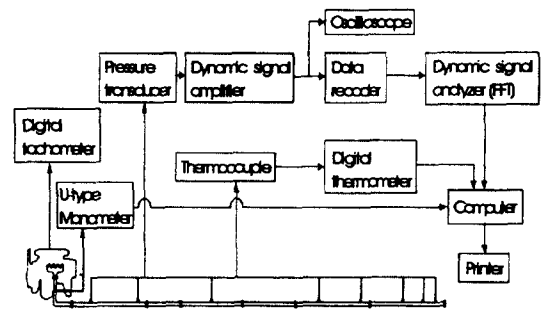 Oscilloscope
Pressure
transducer
Dynamic signal
amplifier
Data
recoder
Dynamic signal
analyzer (FFT)
Digital
tachometer
Thermocouple
Digital
thermometer
U-type
Manometer
Computer
Printer